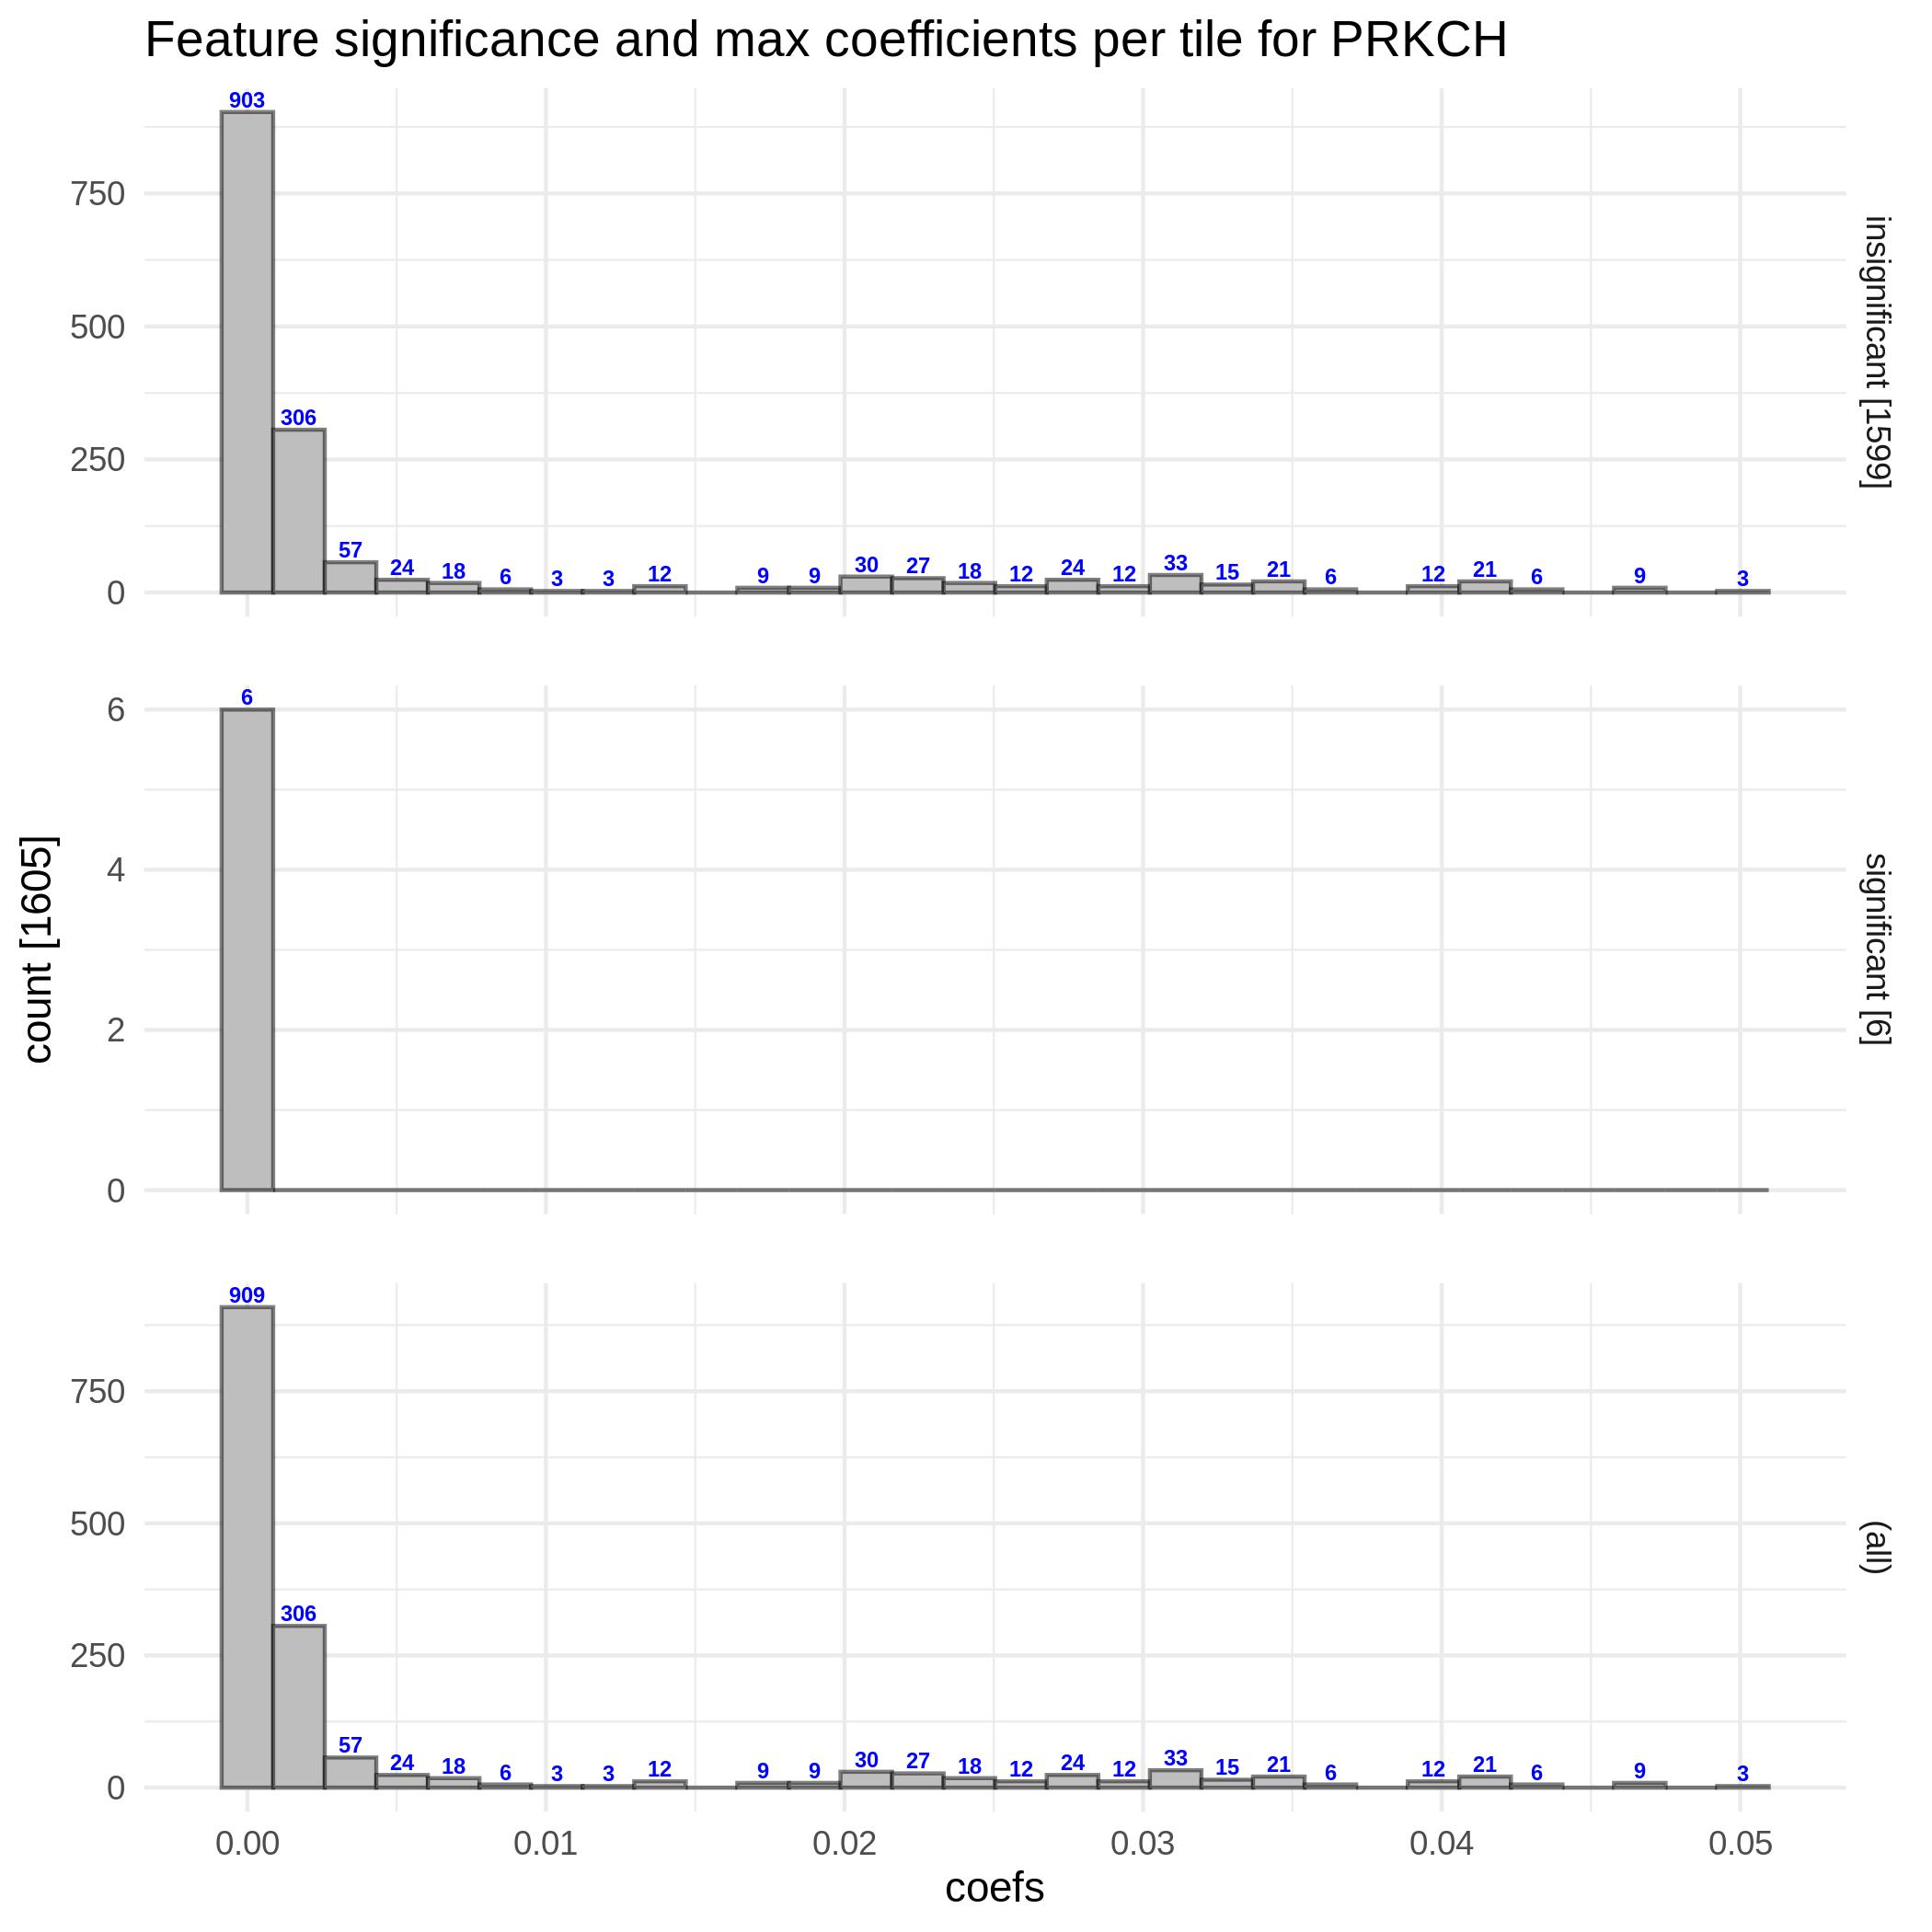 Feature significance and max coefficients per tile for PRKCH
903
306
57 24 18 6 3 3 12 9 9 30 27 18 12 24 12 33 15 21 6 12 21 6 9 3
750
500
250
0
insignificant [1599]
6
6
4
2
0
significant [6]
count [1605]
909
306
57 24 18 6 3 3 12 9 9 30 27 18 12 24 12 33 15 21 6 12 21 6 9 3
750
500
250
0
(all)
0.00 0.01 0.02 0.03 0.04 0.05
coefs